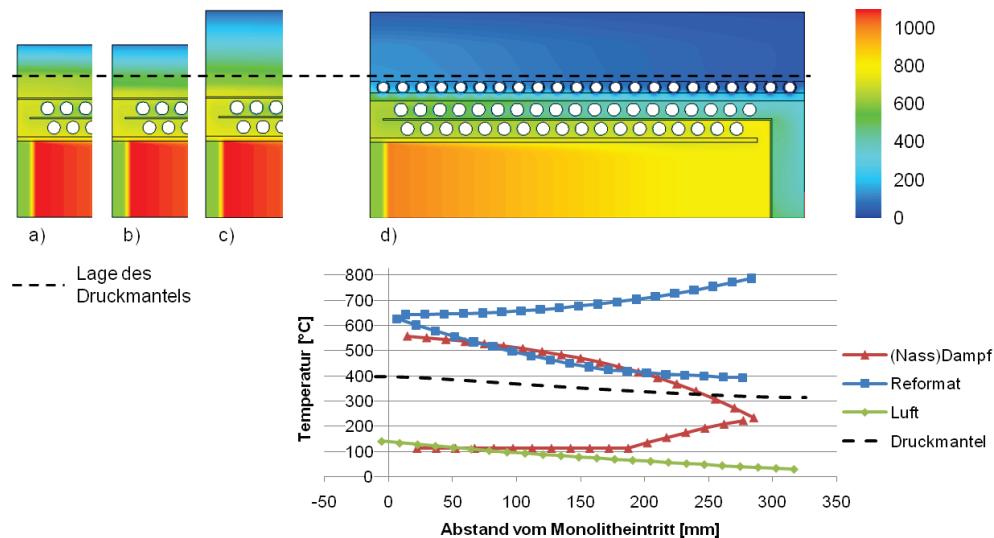 1000
800
600
400
200
0
a)
b)
c)
d)
Lage des
Druckmantels
Temperatur [°C]
800
700
600
500
400
300
200
100
0
-50
0
50
100
150
200
250
300
350
Abstand vom Monolitheintritt [mm]
(Nass)Dampf
Reformat
Luft
Druckmantel